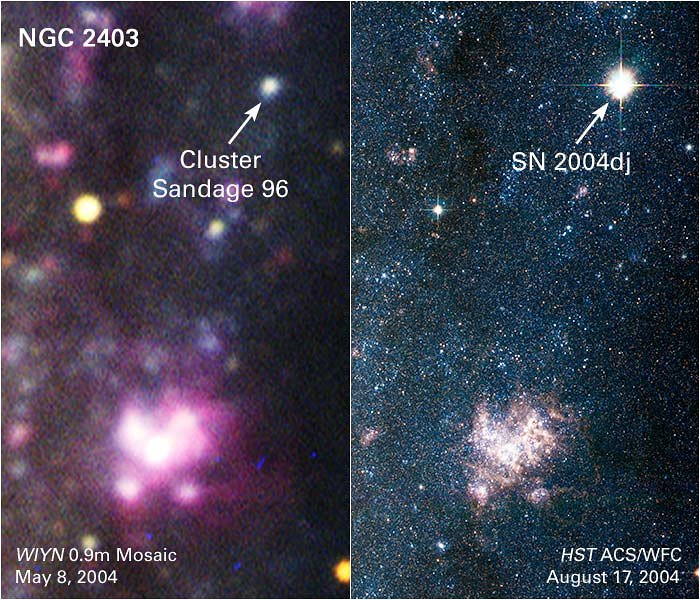 NGC 2403
Cluster
Sandage 96
SN 2004dj
WIYN 0.9m Mosaic
May 8, 2004
HST ACS/WFC
August 17, 2004